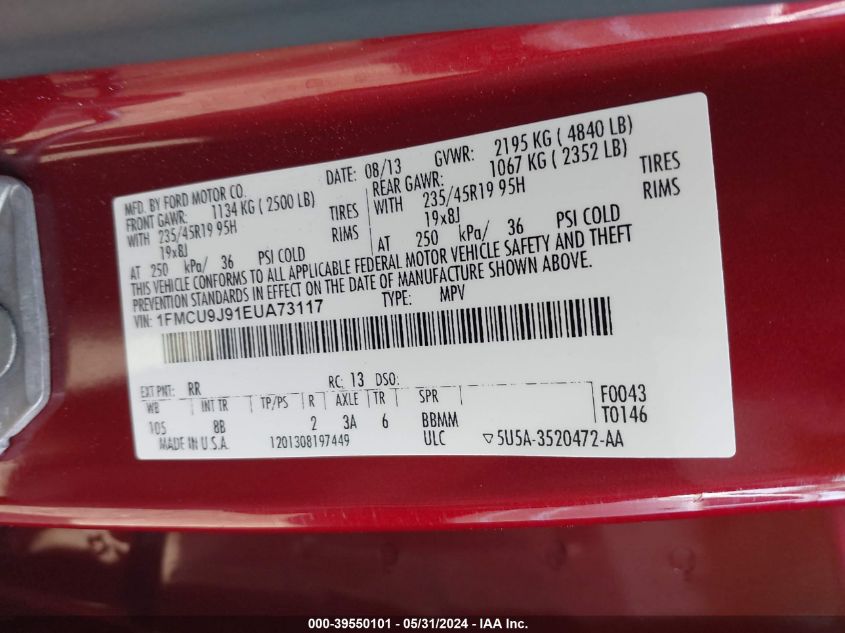 MFD. BY FORD MOTOR CO.
DATE: 08/13 GVWR: 2195 KG ( 4840 LB)
FRONT GAWR: 1134 KG ( 2500 LB) REAR GAWR: 1067 KG ( 2352 LB)
WITH 235/45R19 95H TIRES WITH 235/45R19 95H TIRES
19x8J RIMS 19x8J RIMS
AT 250 kPa/ 36 PSI COLD AT 250 kPa/ 36 PSI COLD
THIS VEHICLE CONFORMS TO ALL APPLICABLE FEDERAL MOTOR VEHICLE SAFETY AND THEFT
PREVENTION STANDARDS IN EFFECT ON THE DATE OF MANUFACTURE SHOWN ABOVE.
VIN: 1FMCU9J91EUA73117 TYPE: MPV
EXT PNT: RR RC: 13 DSO:
WB INT TR TP/PS R AXLE TR SPR F0043
105 8B 2 3A 6 BBMM T0146
MADE IN U.S.A. 1201308197449 ULC ▽5U5A-3520472-AA
000-39550101 - 05/31/2024 - IAAI.COM